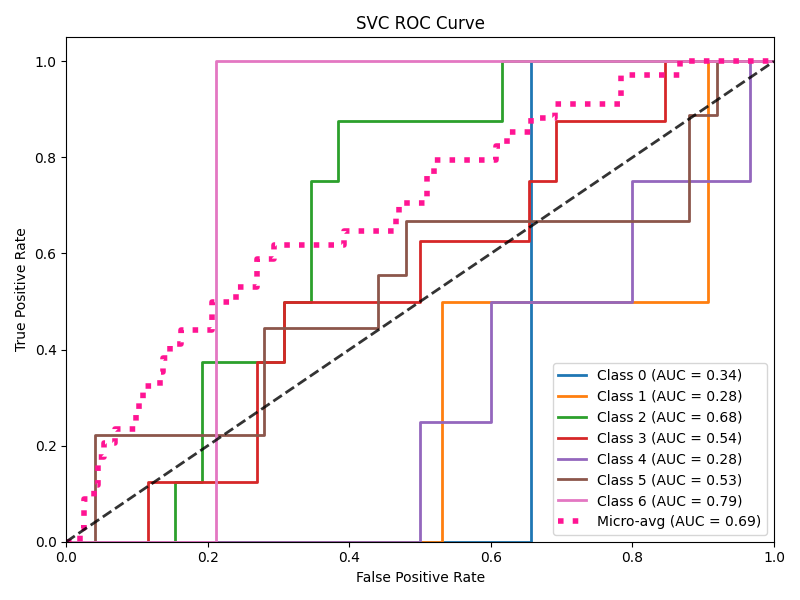 SVC ROC Curve
True Positive Rate
1.0
0.8
0.6
0.4
0.2
0.0
0.0 0.2 0.4 0.6 0.8 1.0
False Positive Rate
Class 0 (AUC = 0.34)
Class 1 (AUC = 0.28)
Class 2 (AUC = 0.68)
Class 3 (AUC = 0.54)
Class 4 (AUC = 0.28)
Class 5 (AUC = 0.53)
Class 6 (AUC = 0.79)
Micro-avg (AUC = 0.69)